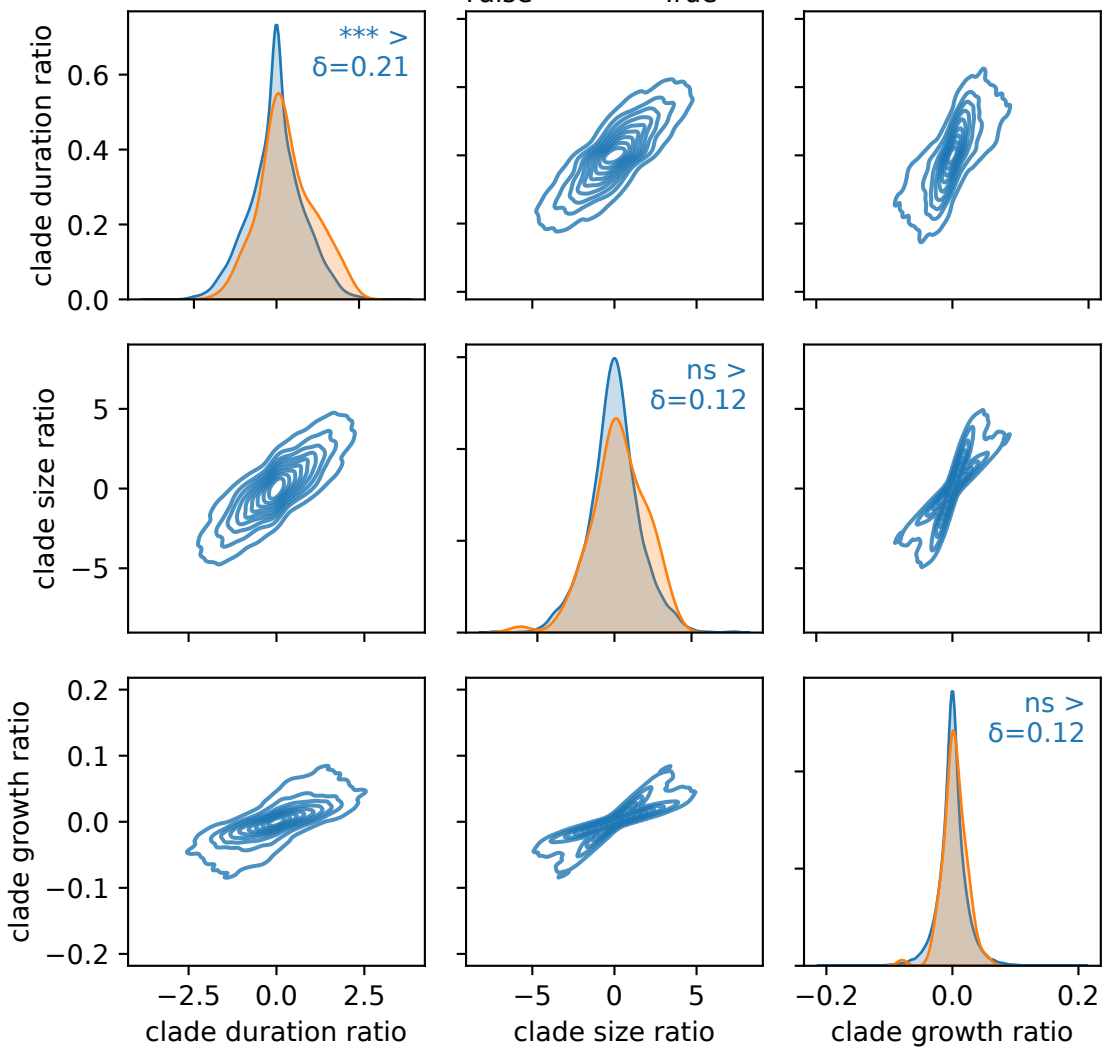 False True
clade duration ratio
0.6
0.4
0.2
0.0
*** >
δ=0.21
clade size ratio
5
0
−5
ns >
δ=0.12
clade growth ratio
0.2
0.1
0.0
−0.1
−0.2
ns >
δ=0.12
−2.5 0.0 2.5
−5 0 5
−0.2 0.0 0.2
clade duration ratio
clade size ratio
clade growth ratio